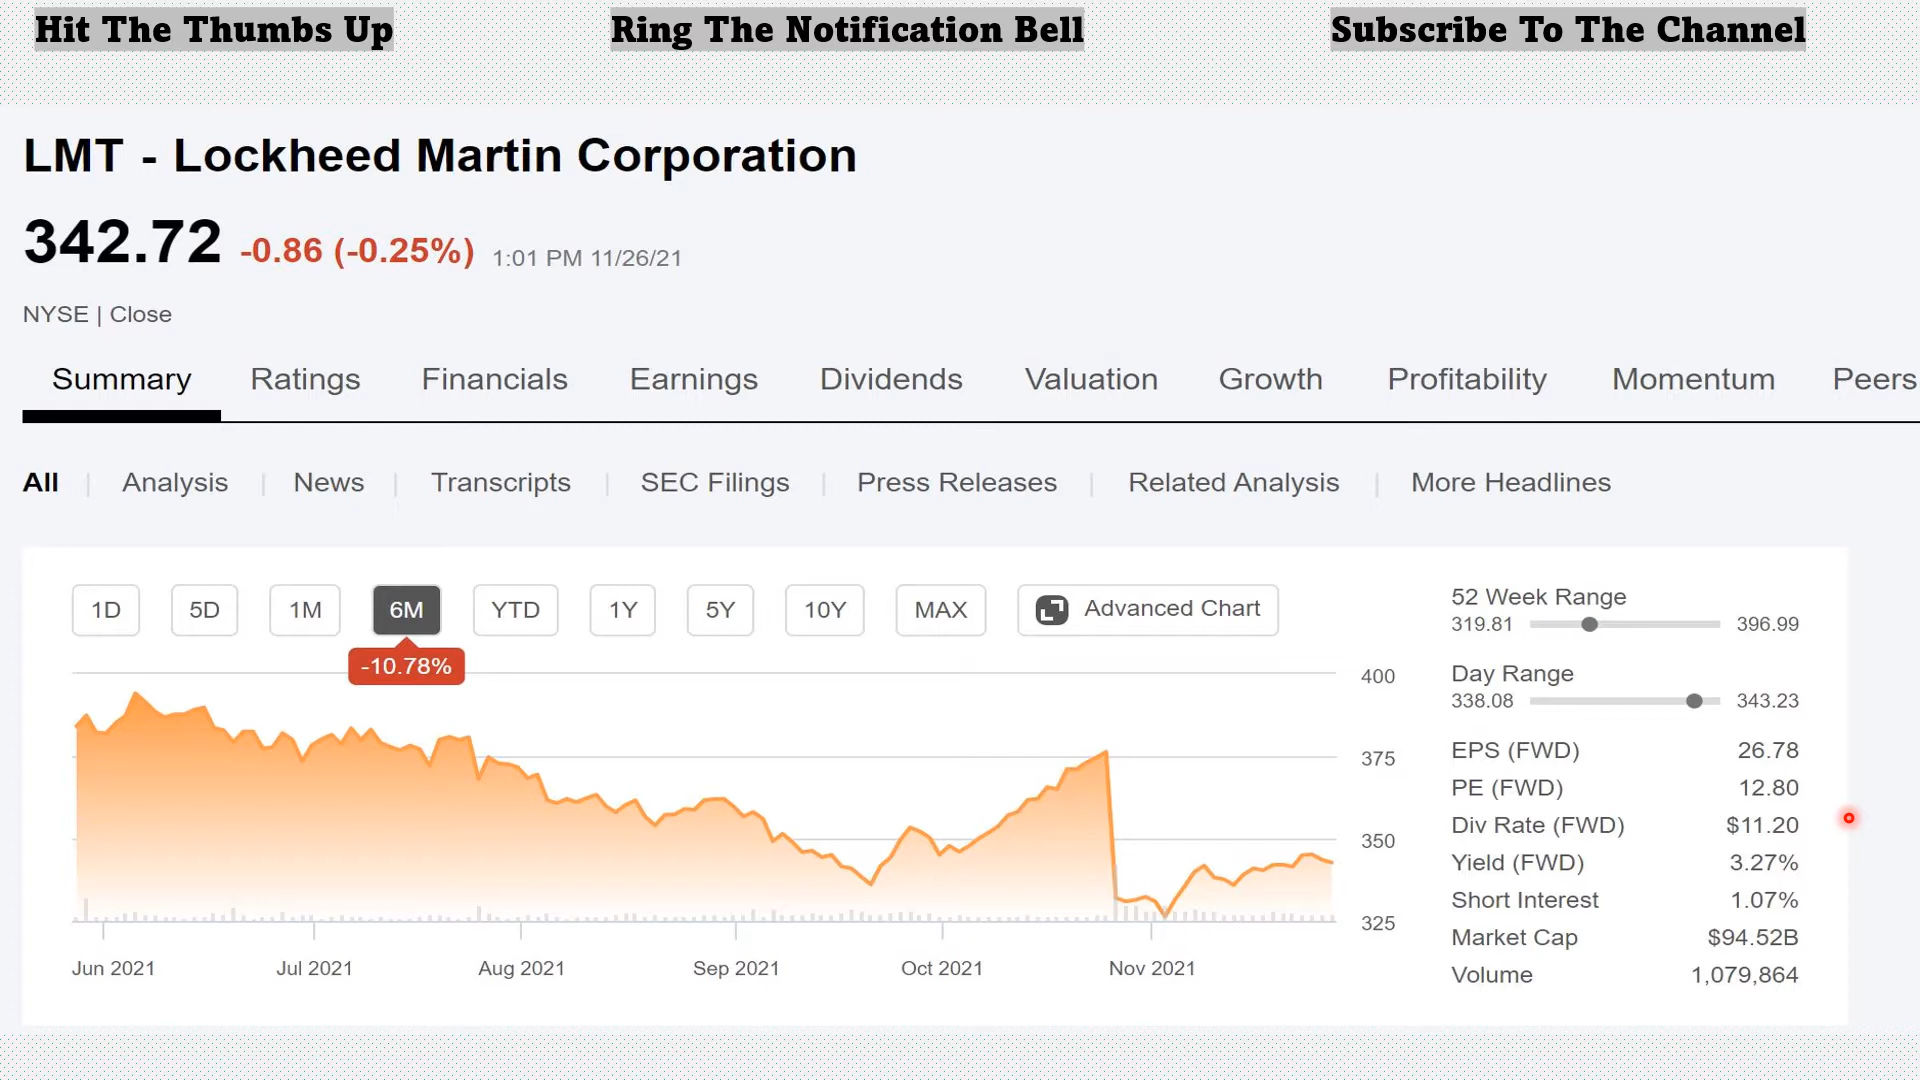 Hit The Thumbs Up Ring The Notification Bell Subscribe To The Channel
LMT - Lockheed Martin Corporation
342.72 -0.86 (-0.25%) 1:01 PM 11/26/21
NYSE | Close
Summary Ratings Financials Earnings Dividends Valuation Growth Profitability Momentum Peers
All | Analysis | News | Transcripts | SEC Filings | Press Releases | Related Analysis | More Headlines
1D 5D 1M 6M YTD 1Y 5Y 10Y MAX Advanced Chart
-10.78%
400
375
350
325
Jun 2021 Jul 2021 Aug 2021 Sep 2021 Oct 2021 Nov 2021
52 Week Range
319.81 396.99
Day Range
338.08 343.23
EPS (FWD) 26.78
PE (FWD) 12.80
Div Rate (FWD) $11.20
Yield (FWD) 3.27%
Short Interest 1.07%
Market Cap $94.52B
Volume 1,079,864